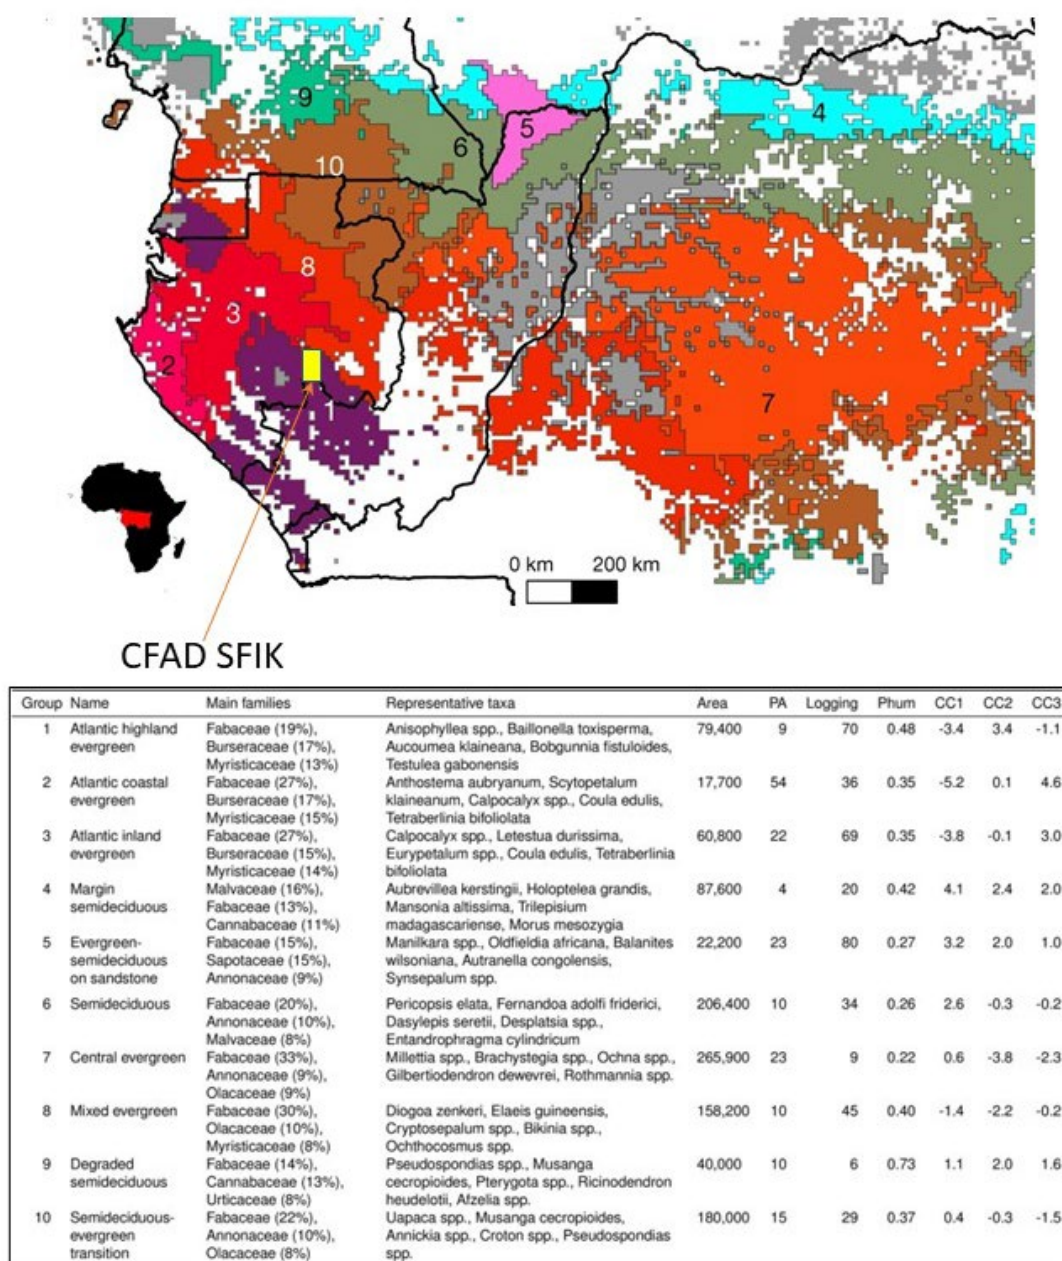 9
4
5
6
10
8
3
2
1
7
0 km 200 km
CFAD SFIK
Group Name Main families Representative taxa Area PA Logging Phum CC1 CC2 CC3
1 Atlantic highland Fabaceae (19%), Anisophyllea spp., Baillonella toxisperma, 79,400 9 70 0.48 -3.4 3.4 -1.1
evergreen Burseraceae (17%), Aucoumea klaineana, Bobgunnia fistuloides,
Myristicaceae (13%) Testulea gabonensis
2 Atlantic coastal Fabaceae (27%), Anthostema aubryanum, Scytopetalum 17,700 54 36 0.35 -5.2 0.1 4.6
evergreen Burseraceae (17%), klaineanum, Calpocalyx spp., Coula edulis,
Myristicaceae (15%) Tetraberlinia bifoliolata
3 Atlantic inland Fabaceae (27%), Calpocalyx spp., Letestua durissima, 60,800 22 69 0.35 -3.8 -0.1 3.0
evergreen Burseraceae (15%), Eurypetalum spp., Coula edulis, Tetraberlinia
Myristicaceae (14%) bifoliolata
4 Margin Malvaceae (16%), Aubrevillea kerstingii, Holoptelea grandis, 87,600 4 20 0.42 4.1 2.4 2.0
semideciduous Fabaceae (13%), Mansonia altissima, Trilepisium
Cannabaceae (11%) madagascariense, Morus mesozygia
5 Evergreen- Fabaceae (15%), Manilkara spp., Oldfieldia africana, Balanites 22,200 23 80 0.27 3.2 2.0 1.0
semideciduous Sapotaceae (15%), wilsoniana, Autranella congolensis,
on sandstone Annonaceae (9%) Synsepalum spp.
6 Semideciduous Fabaceae (20%), Pericopsis elata, Fernandoa adolfi friderici, 206,400 10 34 0.26 2.6 -0.3 -0.2
Annonaceae (10%), Dasylepis seretii, Desplatsia spp.,
Malvaceae (8%) Entandrophragma cylindricum
7 Central evergreen Fabaceae (33%), Millettia spp., Brachystegia spp., Ochna spp., 265,900 23 9 0.22 0.6 -3.8 -2.3
Annonaceae (9%), Gilbertiodendron dewevrei, Rothmannia spp.
Olacaceae (9%)
8 Mixed evergreen Fabaceae (30%), Diogoa zenkeri, Elaeis guineensis, 158,200 10 45 0.40 -1.4 -2.2 -0.2
Olacaceae (10%), Cryptosepalum spp., Bikinia spp.,
Myristicaceae (8%) Ochthocosmus spp.
9 Degraded Fabaceae (14%), Pseudospondias spp., Musanga 40,000 10 6 0.73 1.1 2.0 1.6
semideciduous Cannabaceae (13%), cecropioides, Pterygota spp., Ricinodendron
Urticaceae (8%) heudelotii, Afzelia spp.
10 Semideciduous- Fabaceae (22%), Uapaca spp., Musanga cecropioides, 180,000 15 29 0.37 0.4 -0.3 -1.5
evergreen Annonaceae (10%), Annickia spp., Croton spp., Pseudospondias
transition Olacaceae (8%) spp.